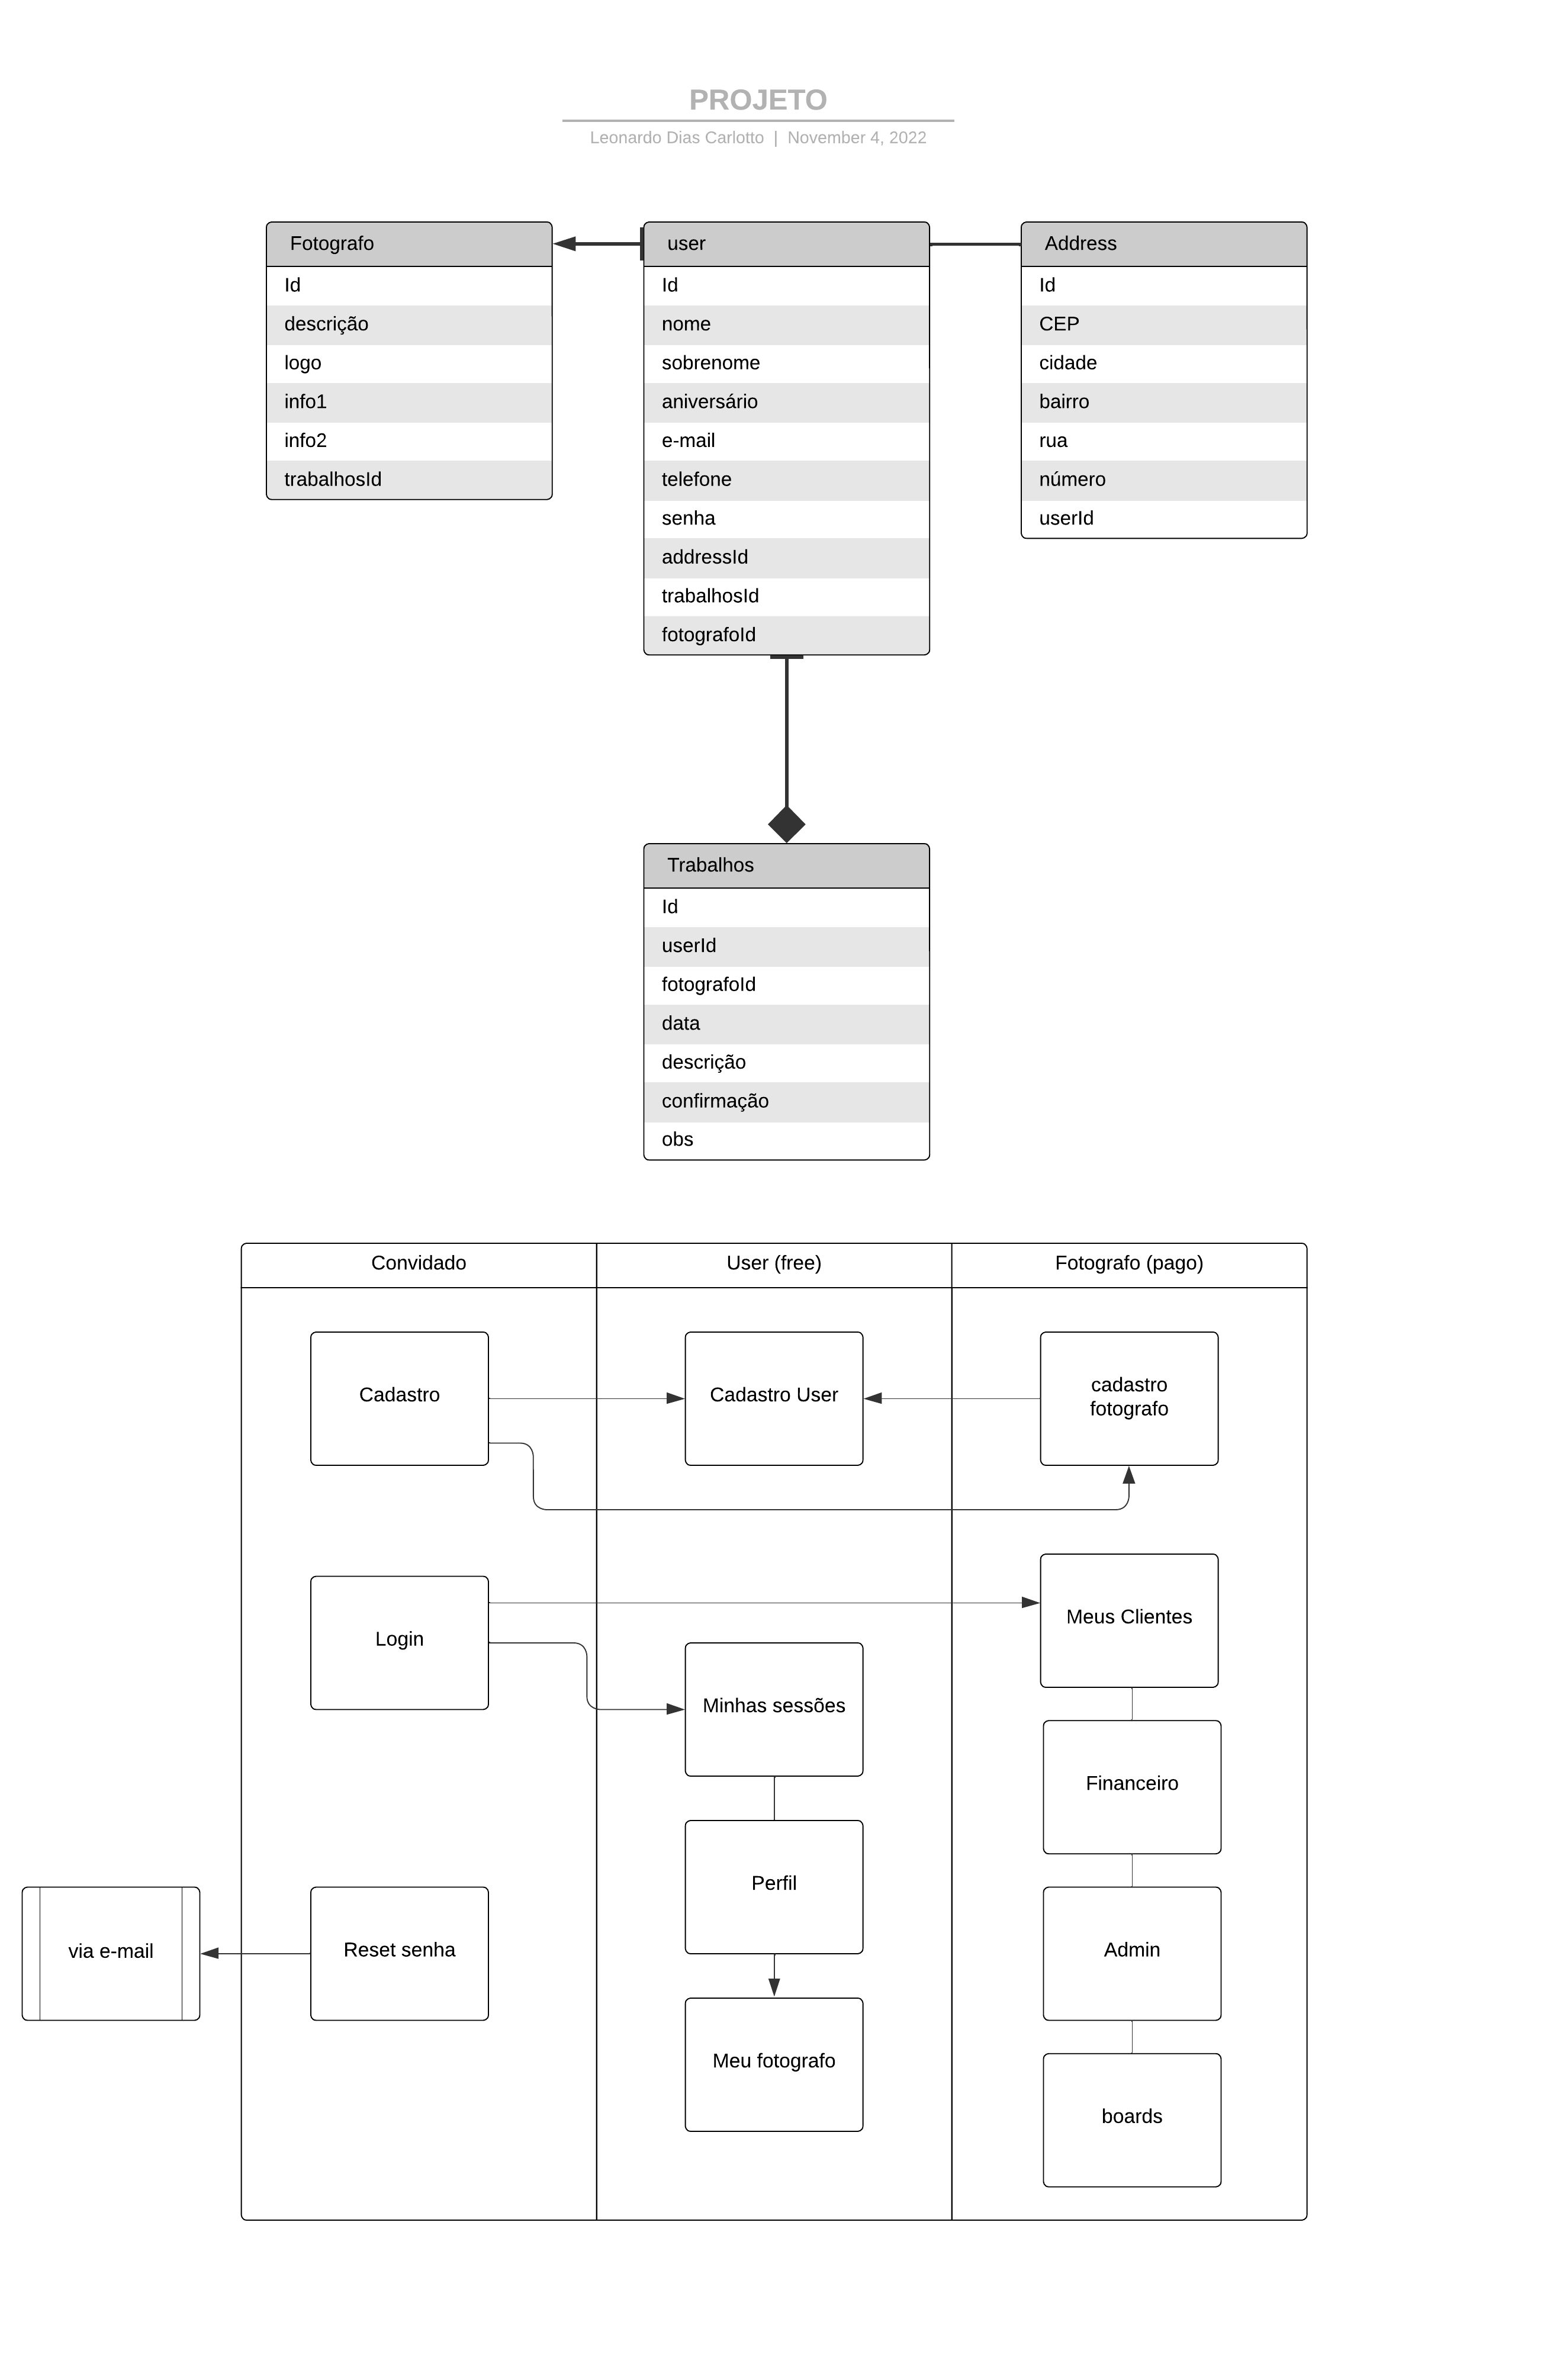 PROJETO
Leonardo Dias Carlotto | November 4, 2022
Fotografo
Id
descrição
logo
info1
info2
trabalhosId
user
Id
nome
sobrenome
aniversário
e-mail
telefone
senha
addressId
trabalhosId
fotografoId
Address
Id
CEP
cidade
bairro
rua
número
userId
Trabalhos
Id
userId
fotografoId
data
descrição
confirmação
obs
Convidado
User (free)
Fotografo (pago)
Cadastro
Cadastro User
cadastro
fotografo
Login
Meus Clientes
Minhas sessões
Financeiro
Perfil
via e-mail
Reset senha
Admin
Meu fotografo
boards